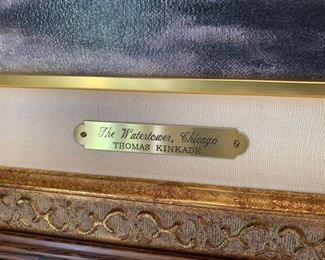 The Watertower, Chicago
THOMAS KINKADE